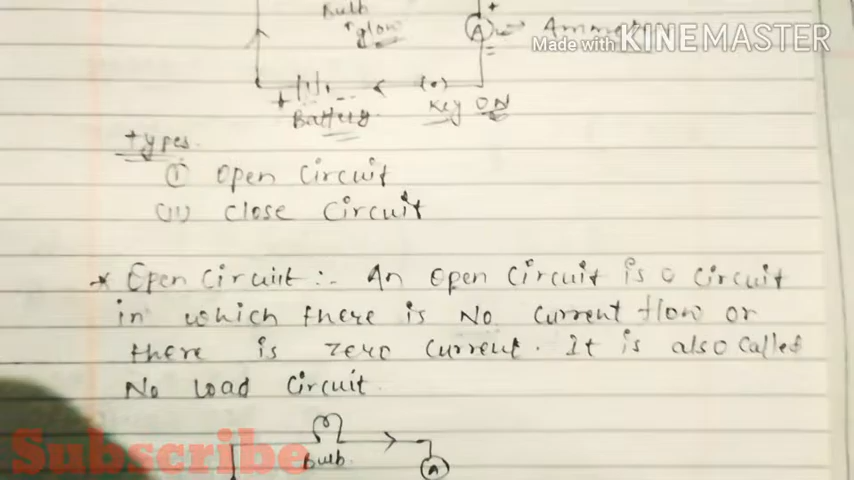 Bulb
glow
+
A
Made with KINEMASTER
+
Battery
Key ON
types.
(i) Open Circuit
(ii) Close Circuit
* Open Circuit :- An open Circuit is a Circuit
in which there is No current flow or
there is zero current. It is also called
No load Circuit.
Bulb.
A
Subscribe